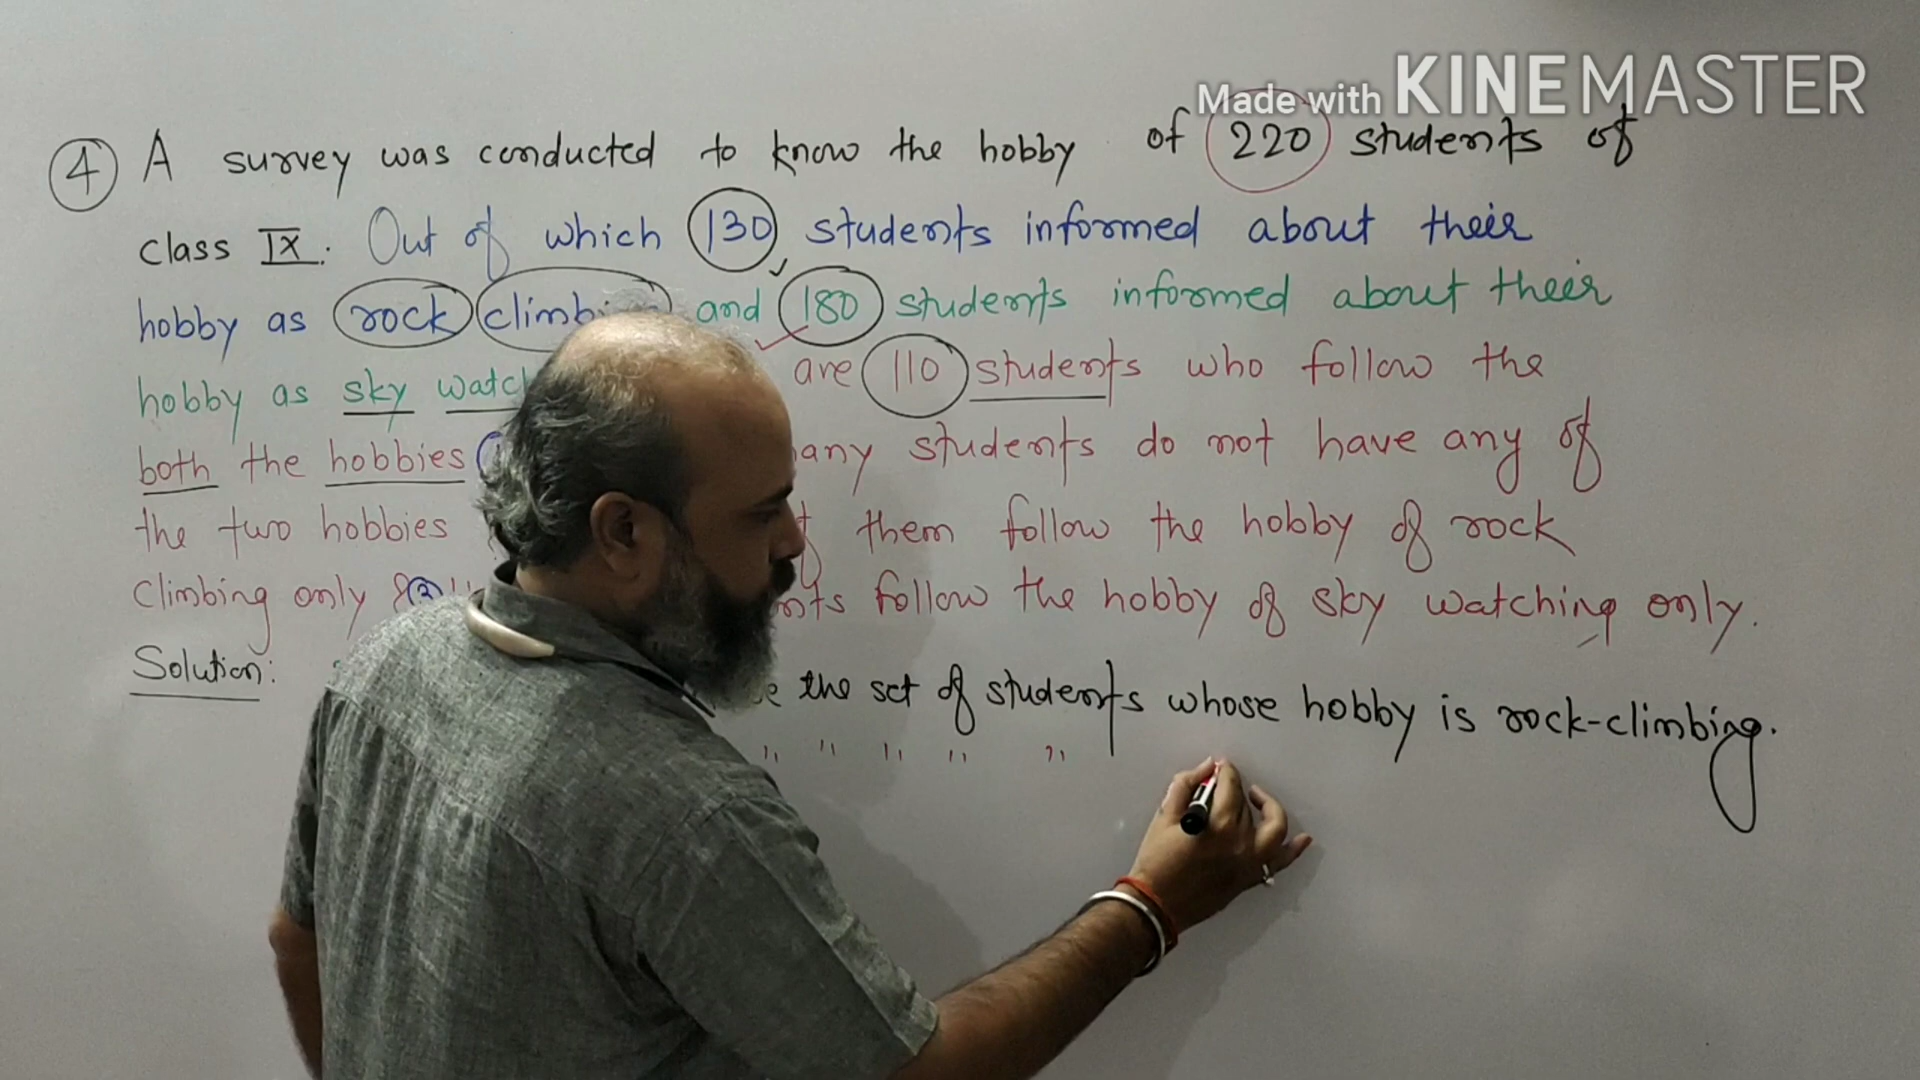 Made with KINEMASTER
④ A survey was conducted to know the hobby of 220 students of
class IX. Out of which 130 students informed about their
hobby as rock climbing and 180 students informed about their
hobby as sky watch are 110 students who follow the
both the hobbies any students do not have any of
the two hobbies them follow the hobby of rock
climbing only & ② nts follow the hobby of sky watching only.
Solution: the set of students whose hobby is rock-climbing.
" " " " "